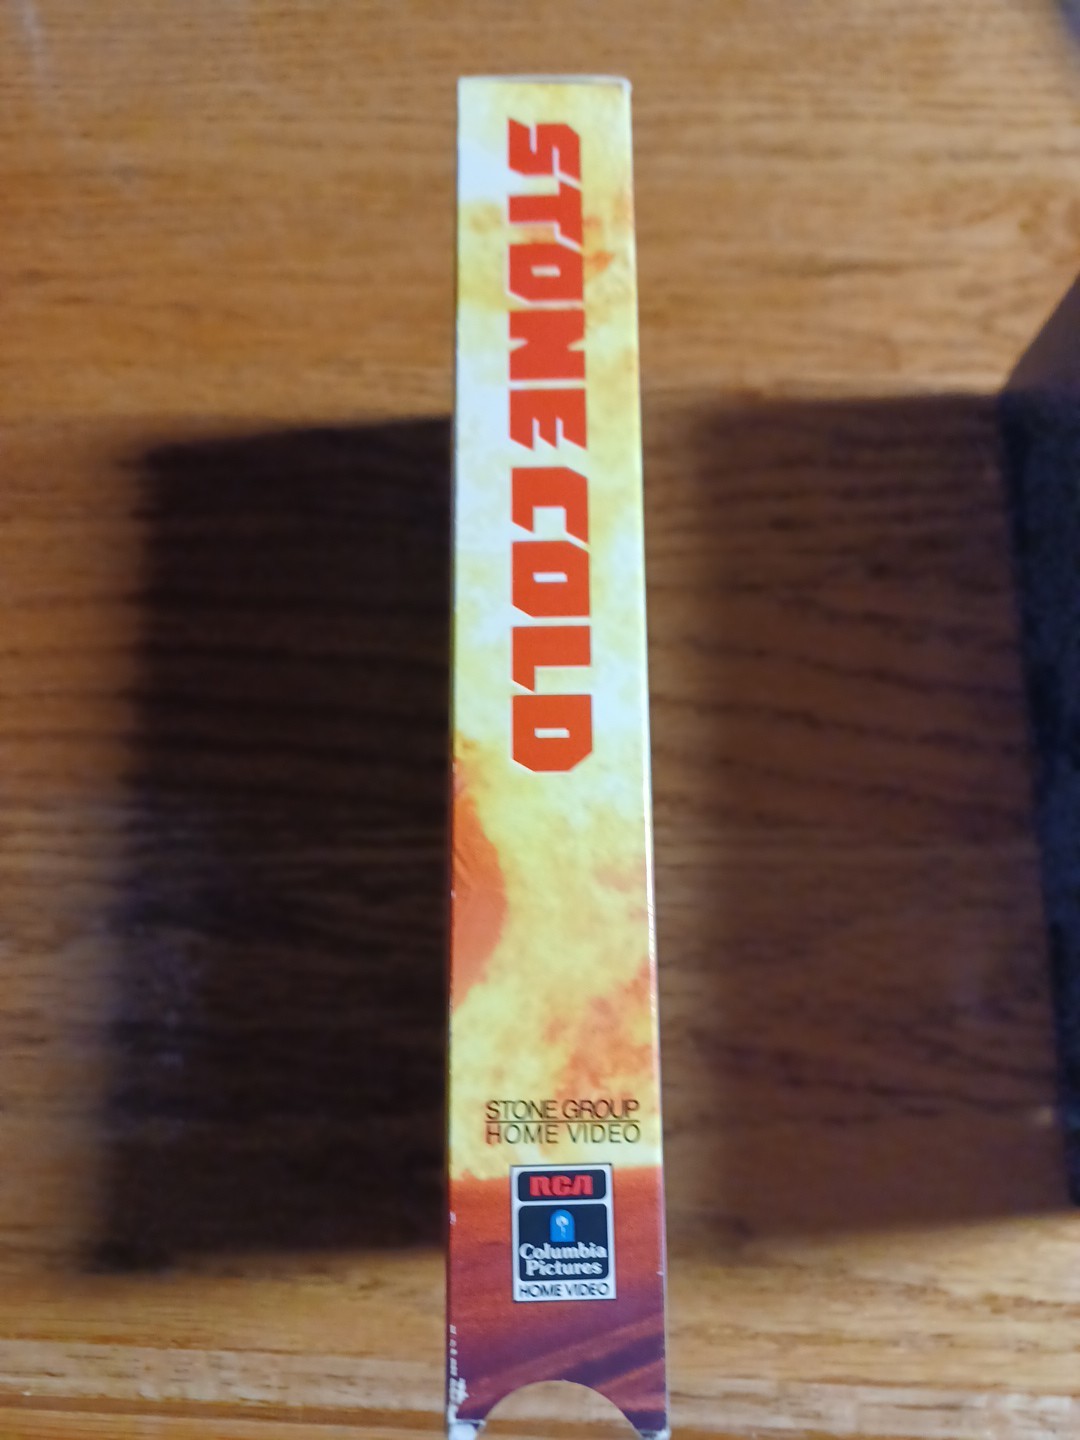 STONE COLD
STONE GROUP
HOME VIDEO
RCA
Columbia
Pictures
HOME VIDEO